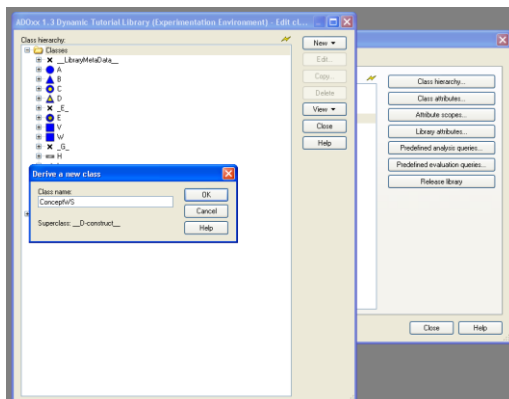 ADOxx 1.3 Dynamic Tutorial Library (Experimentation Environment) - Edit cl...
Class hierarchy:
Classes
__LibraryMetaData__
A
B
C
D
_E_
E
V
W
_G_
H
New
Edit...
Copy...
Delete
View
Close
Help
Derive a new class
Class name:
ConceptWS
Superclass: __D-construct__
OK
Cancel
Help
Class hierarchy...
Class attributes...
Attribute scopes...
Library attributes...
Predefined analysis queries...
Predefined evaluation queries...
Release library
Close
Help